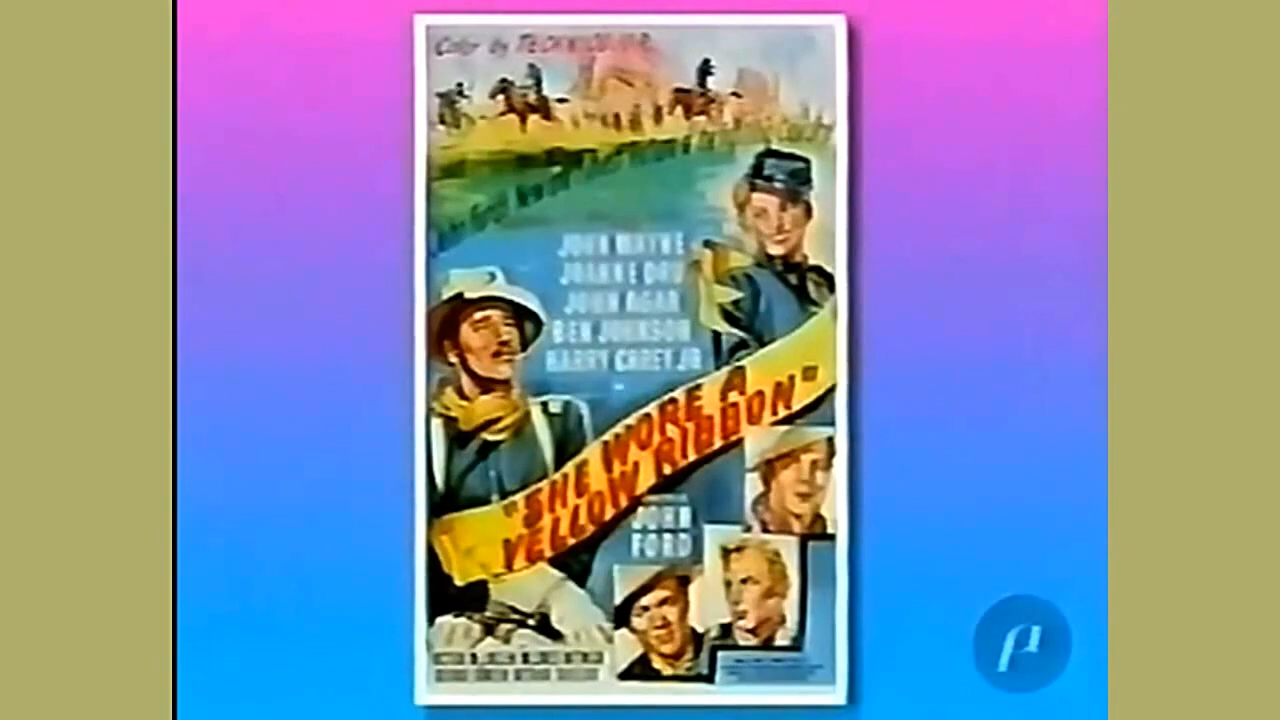 Color by TECHNICOLOR
JOHN WAYNE
JOANNE DRU
JOHN AGAR
BEN JOHNSON
HARRY CAREY JR
"SHE WORE A
YELLOW RIBBON"
JOHN
FORD